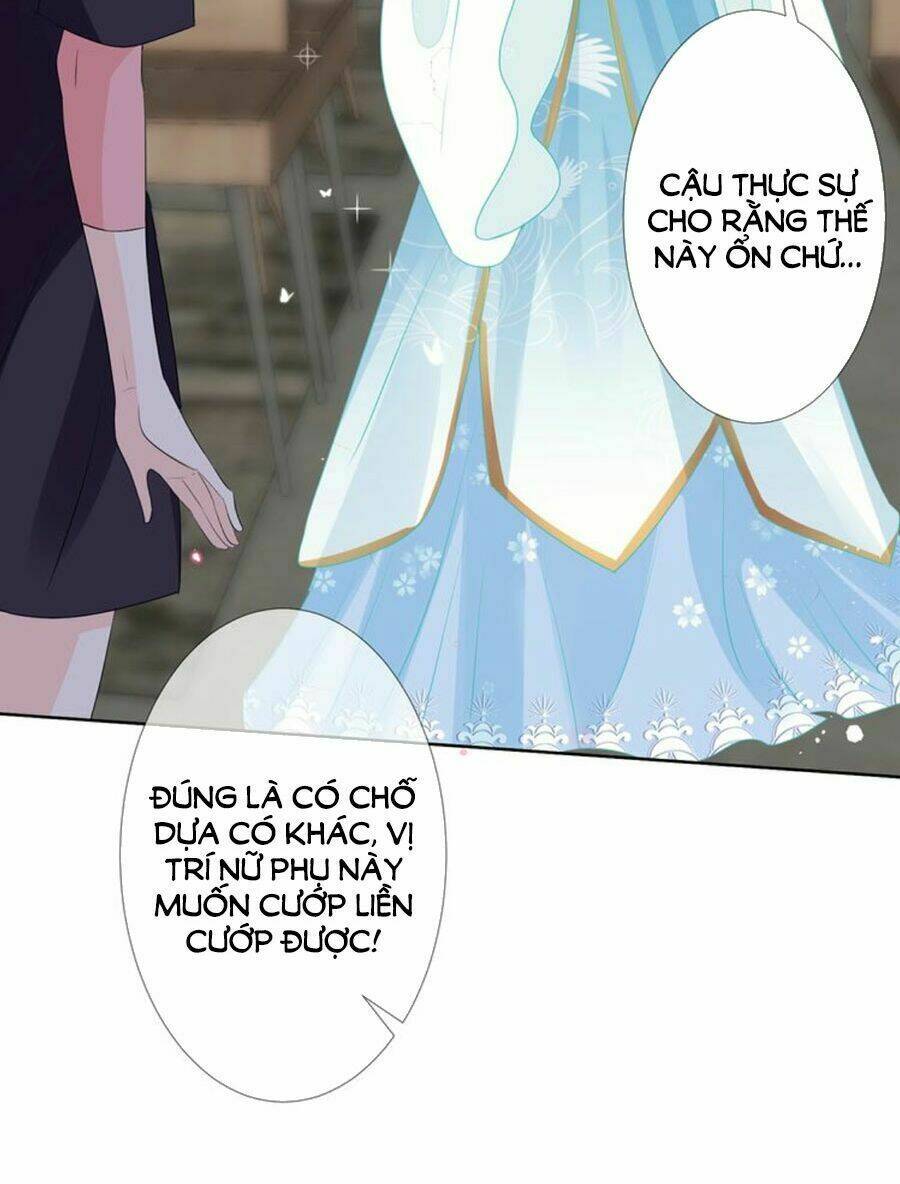 CẬU THỰC SỰ
CHO RẰNG THẾ
NÀY ỔN CHỨ...
ĐÚNG LÀ CÓ CHỖ
DỰA CÓ KHÁC, VỊ
TRÍ NỮ PHỤ NÀY
MUỐN CƯỚP LIỀN
CƯỚP ĐƯỢC!